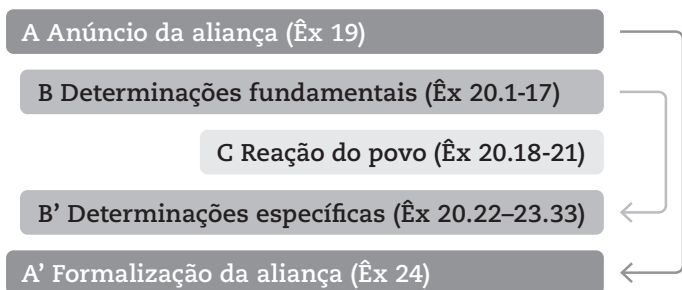 A Anúncio da aliança (Êx 19)
B Determinações fundamentais (Êx 20.1-17)
C Reação do povo (Êx 20.18-21)
B’ Determinações específicas (Êx 20.22–23.33)
A’ Formalização da aliança (Êx 24)